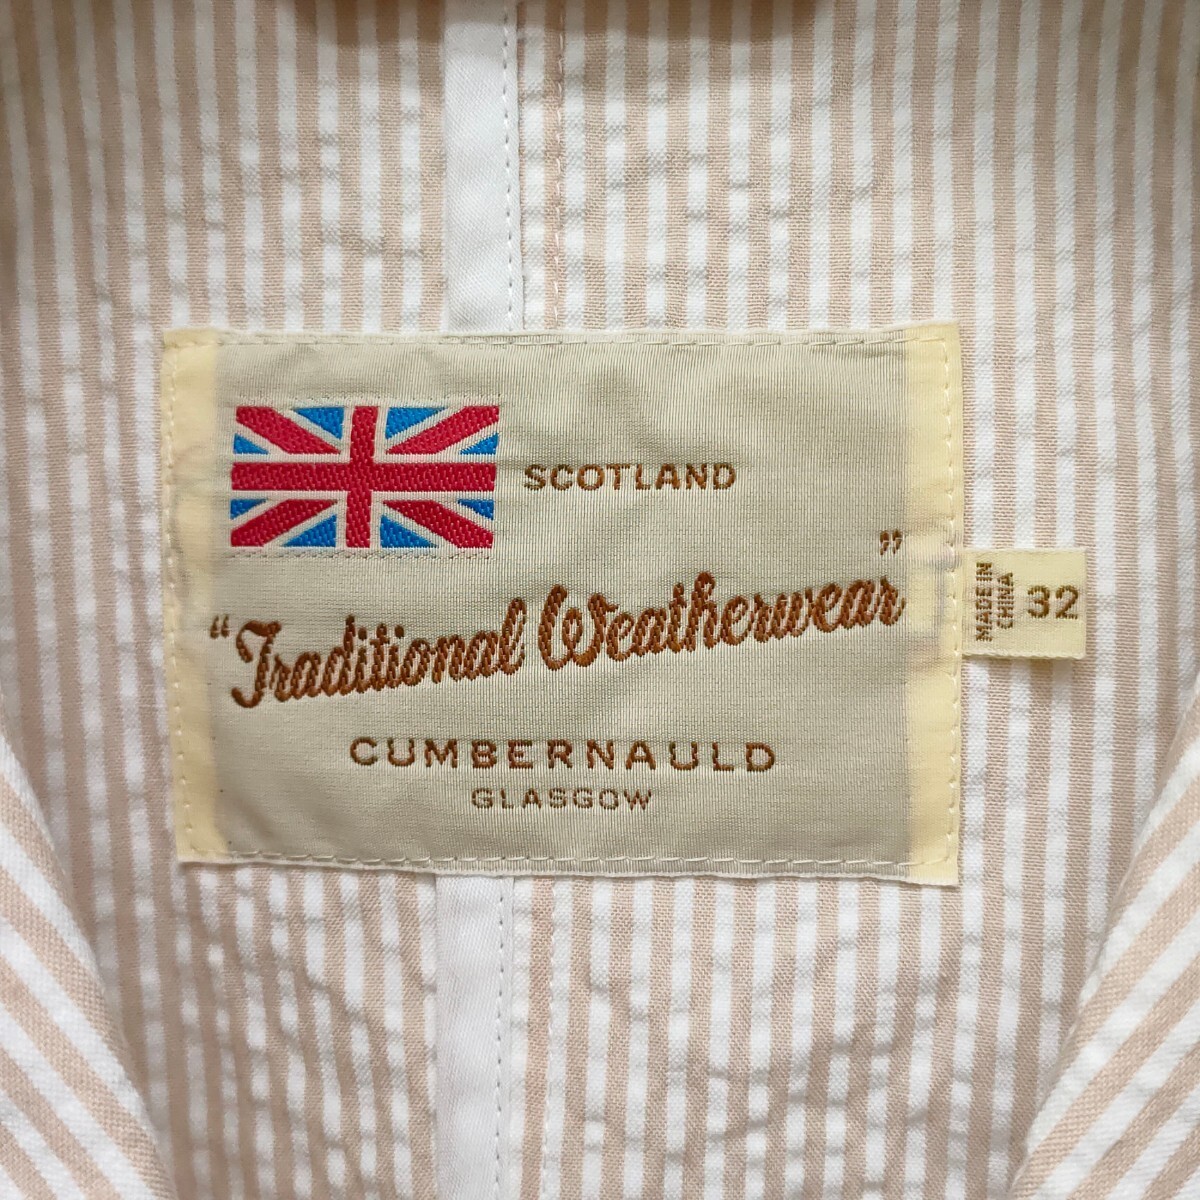 SCOTLAND
“Traditional Weatherwear”
CUMBERNAULD
GLASGOW
MADE IN
CHINA
32